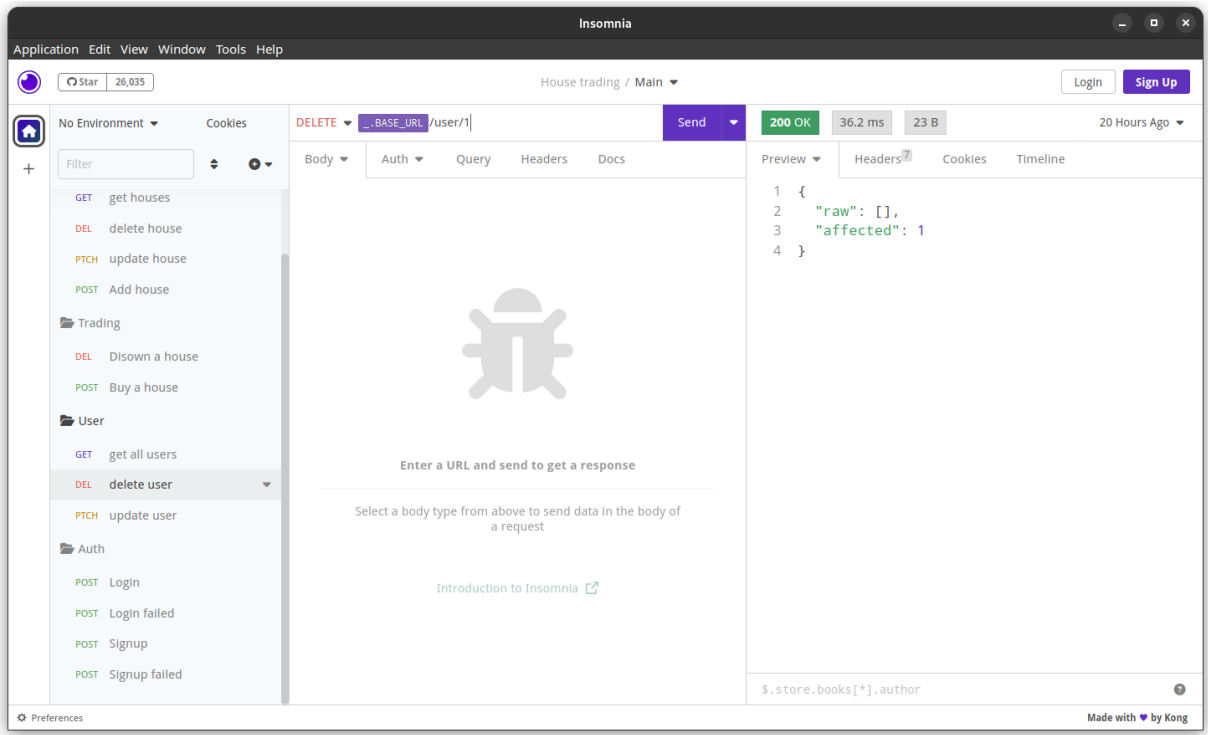 Insomnia
Application Edit View Window Tools Help
Star 26,035
House trading / Main
Login Sign Up
No Environment Cookies
Filter
GET get houses
DEL delete house
PTCH update house
POST Add house
Trading
DEL Disown a house
POST Buy a house
User
GET get all users
DEL delete user
PTCH update user
Auth
POST Login
POST Login failed
POST Signup
POST Signup failed
DELETE _.BASE_URL /user/1 Send
Body Auth Query Headers Docs
Enter a URL and send to get a response
Select a body type from above to send data in the body of
a request
Introduction to Insomnia
200 OK 36.2 ms 23 B 20 Hours Ago
Preview Headers 7 Cookies Timeline
1 {
2 "raw": [],
3 "affected": 1
4 }
$.store.books[*].author
Preferences
Made with by Kong